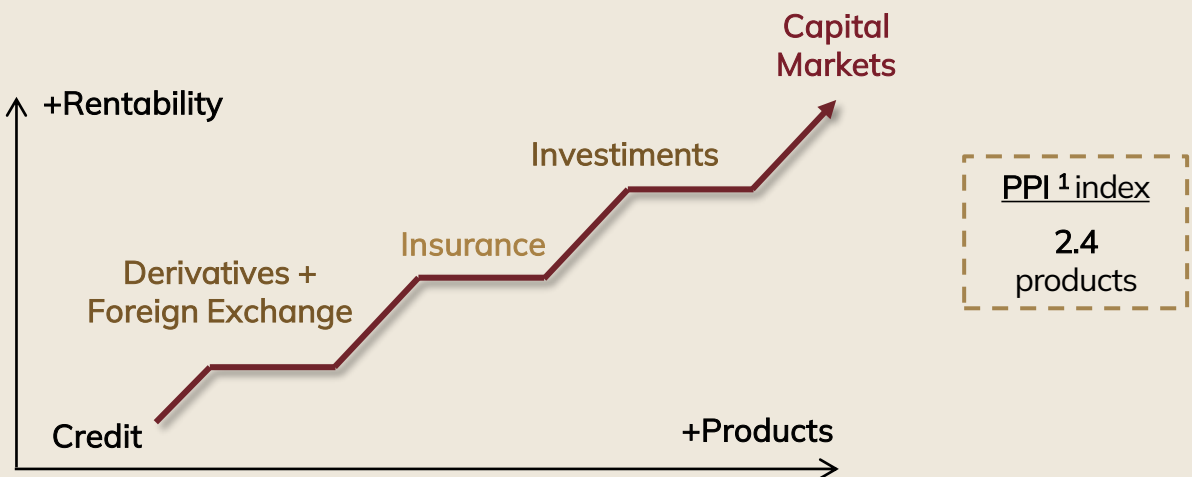 Capital
Markets
+Rentability
Investiments
PPI ¹ index
2.4
products
Insurance
Derivatives +
Foreign Exchange
Credit
+Products